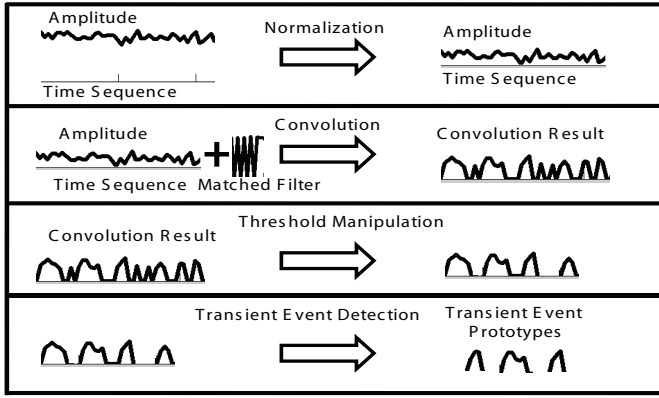 Amplitude
Normalization
Time Sequence
Amplitude
Time Sequence
Amplitude
Convolution
Convolution Result
Time Sequence Matched Filter
Convolution Result
Threshold Manipulation
Transient Event Detection
Transient Event
Prototypes